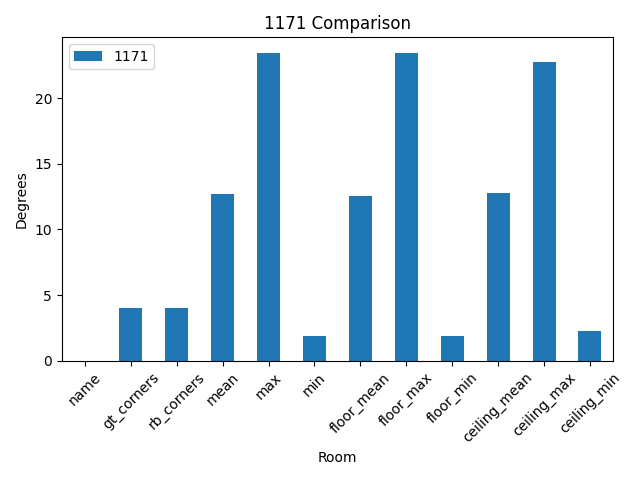 1171 Comparison
1171
Degrees
20
15
10
5
0
name
gt_corners
rb_corners
mean
max
min
floor_mean
floor_max
floor_min
ceiling_mean
ceiling_max
ceiling_min
Room